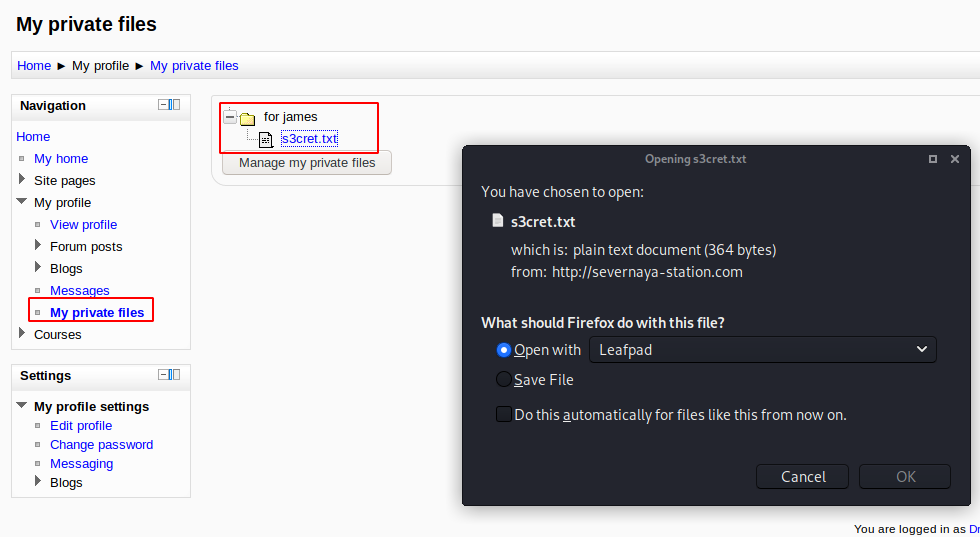 My private files
Home ► My profile ► My private files
Navigation
Home
My home
Site pages
My profile
View profile
Forum posts
Blogs
Messages
My private files
Courses
Settings
My profile settings
Edit profile
Change password
Messaging
Blogs
for james
s3cret.txt
Manage my private files
Opening s3cret.txt
You have chosen to open:
s3cret.txt
which is: plain text document (364 bytes)
from: http://severnaya-station.com
What should Firefox do with this file?
Open with Leafpad
Save File
Do this automatically for files like this from now on.
Cancel OK
You are logged in as